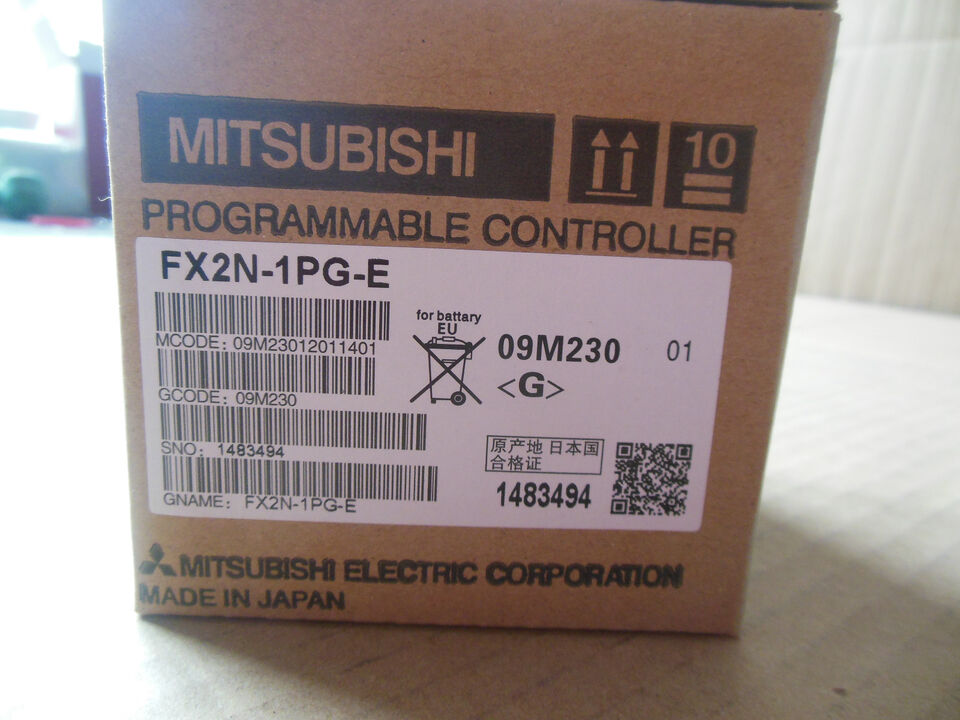 MITSUBISHI
10
PROGRAMMABLE CONTROLLER
FX2N-1PG-E
MCODE: 09M23012011401
GCODE: 09M230
SNO: 1483494
GNAME: FX2N-1PG-E
for battary
EU
09M230 01
<G>
原产地 日本国
合格证
1483494
MITSUBISHI ELECTRIC CORPORATION
MADE IN JAPAN